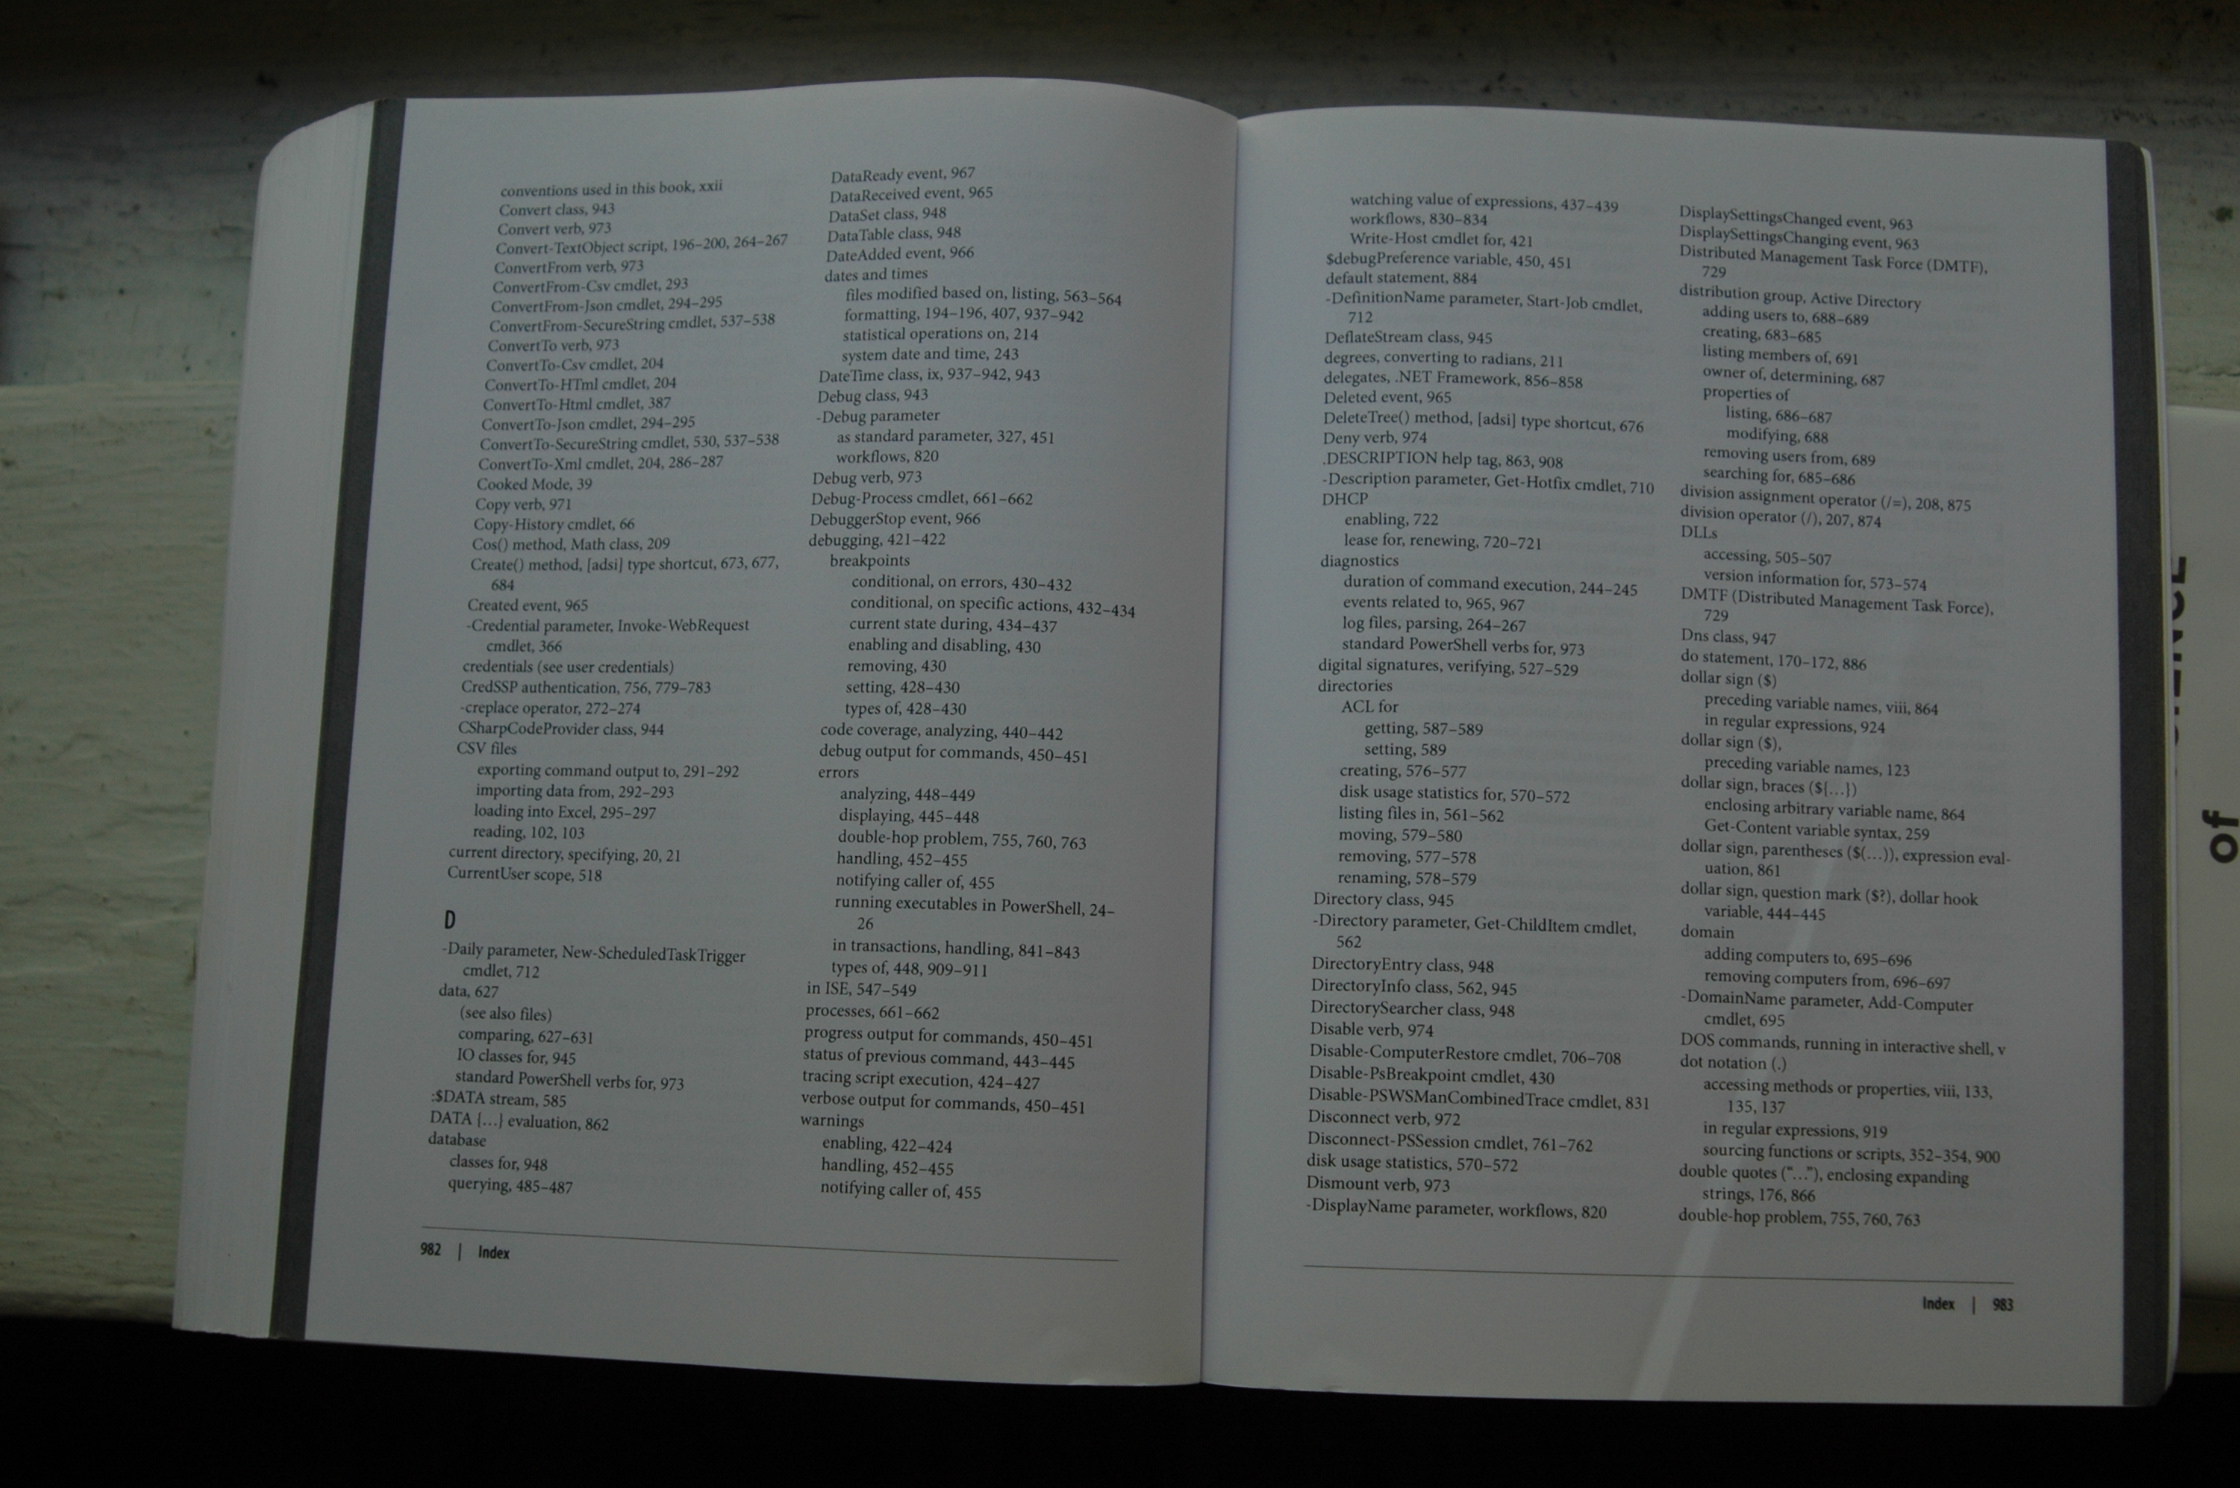 conventions used in this book, xxii
Convert class, 943
Convert verb, 973
Convert-TextObject script, 196–200, 264–267
ConvertFrom verb, 973
ConvertFrom-Csv cmdlet, 293
ConvertFrom-Json cmdlet, 294–295
ConvertFrom-SecureString cmdlet, 537–538
ConvertTo verb, 973
ConvertTo-Csv cmdlet, 204
ConvertTo-HTml cmdlet, 204
ConvertTo-Html cmdlet, 387
ConvertTo-Json cmdlet, 294–295
ConvertTo-SecureString cmdlet, 530, 537–538
ConvertTo-Xml cmdlet, 204, 286–287
Cooked Mode, 39
Copy verb, 971
Copy-History cmdlet, 66
Cos() method, Math class, 209
Create() method, [adsi] type shortcut, 673, 677,
684
Created event, 965
-Credential parameter, Invoke-WebRequest
cmdlet, 366
credentials (see user credentials)
CredSSP authentication, 756, 779–783
-creplace operator, 272–274
CSharpCodeProvider class, 944
CSV files
exporting command output to, 291–292
importing data from, 292–293
loading into Excel, 295–297
reading, 102, 103
current directory, specifying, 20, 21
CurrentUser scope, 518
D
-Daily parameter, New-ScheduledTaskTrigger
cmdlet, 712
data, 627
(see also files)
comparing, 627–631
IO classes for, 945
standard PowerShell verbs for, 973
:$DATA stream, 585
DATA {...} evaluation, 862
database
classes for, 948
querying, 485–487
DataReady event, 967
DataReceived event, 965
DataSet class, 948
DataTable class, 948
DateAdded event, 966
dates and times
files modified based on, listing, 563–564
formatting, 194–196, 407, 937–942
statistical operations on, 214
system date and time, 243
DateTime class, ix, 937–942, 943
Debug class, 943
-Debug parameter
as standard parameter, 327, 451
workflows, 820
Debug verb, 973
Debug-Process cmdlet, 661–662
DebuggerStop event, 966
debugging, 421–422
breakpoints
conditional, on errors, 430–432
conditional, on specific actions, 432–434
current state during, 434–437
enabling and disabling, 430
removing, 430
setting, 428–430
types of, 428–430
code coverage, analyzing, 440–442
debug output for commands, 450–451
errors
analyzing, 448–449
displaying, 445–448
double-hop problem, 755, 760, 763
handling, 452–455
notifying caller of, 455
running executables in PowerShell, 24–
26
in transactions, handling, 841–843
types of, 448, 909–911
in ISE, 547–549
processes, 661–662
progress output for commands, 450–451
status of previous command, 443–445
tracing script execution, 424–427
verbose output for commands, 450–451
warnings
enabling, 422–424
handling, 452–455
notifying caller of, 455
982 | Index
watching value of expressions, 437–439
workflows, 830–834
Write-Host cmdlet for, 421
$debugPreference variable, 450, 451
default statement, 884
-DefinitionName parameter, Start-Job cmdlet,
712
DeflateStream class, 945
degrees, converting to radians, 211
delegates, .NET Framework, 856–858
Deleted event, 965
DeleteTree() method, [adsi] type shortcut, 676
Deny verb, 974
.DESCRIPTION help tag, 863, 908
-Description parameter, Get-Hotfix cmdlet, 710
DHCP
enabling, 722
lease for, renewing, 720–721
diagnostics
duration of command execution, 244–245
events related to, 965, 967
log files, parsing, 264–267
standard PowerShell verbs for, 973
digital signatures, verifying, 527–529
directories
ACL for
getting, 587–589
setting, 589
creating, 576–577
disk usage statistics for, 570–572
listing files in, 561–562
moving, 579–580
removing, 577–578
renaming, 578–579
Directory class, 945
-Directory parameter, Get-ChildItem cmdlet,
562
DirectoryEntry class, 948
DirectoryInfo class, 562, 945
DirectorySearcher class, 948
Disable verb, 974
Disable-ComputerRestore cmdlet, 706–708
Disable-PsBreakpoint cmdlet, 430
Disable-PSWSManCombinedTrace cmdlet, 831
Disconnect verb, 972
Disconnect-PSSession cmdlet, 761–762
disk usage statistics, 570–572
Dismount verb, 973
-DisplayName parameter, workflows, 820
DisplaySettingsChanged event, 963
DisplaySettingsChanging event, 963
Distributed Management Task Force (DMTF),
729
distribution group, Active Directory
adding users to, 688–689
creating, 683–685
listing members of, 691
owner of, determining, 687
properties of
listing, 686–687
modifying, 688
removing users from, 689
searching for, 685–686
division assignment operator (/=), 208, 875
division operator (/), 207, 874
DLLs
accessing, 505–507
version information for, 573–574
DMTF (Distributed Management Task Force),
729
Dns class, 947
do statement, 170–172, 886
dollar sign ($)
preceding variable names, viii, 864
in regular expressions, 924
dollar sign ($),
preceding variable names, 123
dollar sign, braces (${...})
enclosing arbitrary variable name, 864
Get-Content variable syntax, 259
dollar sign, parentheses ($(...)), expression eval-
uation, 861
dollar sign, question mark ($?), dollar hook
variable, 444–445
domain
adding computers to, 695–696
removing computers from, 696–697
-DomainName parameter, Add-Computer
cmdlet, 695
DOS commands, running in interactive shell, v
dot notation (.)
accessing methods or properties, viii, 133,
135, 137
in regular expressions, 919
sourcing functions or scripts, 352–354, 900
double quotes ("..."), enclosing expanding
strings, 176, 866
double-hop problem, 755, 760, 763
Index | 983
of